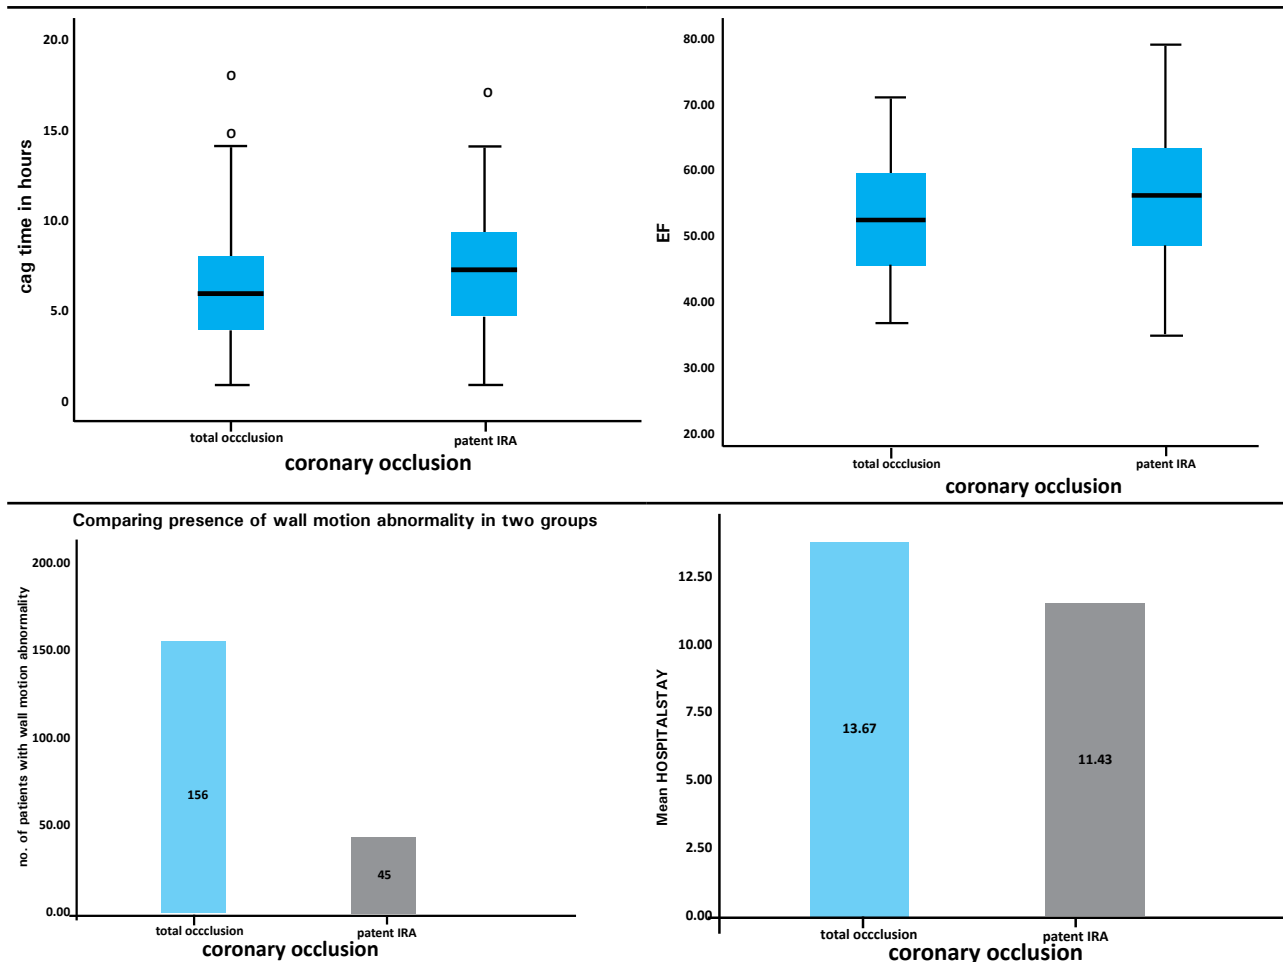 20.0
15.0
10.0
5.0
0
cag time in hours
O
O
O
total occclusion
patent IRA
coronary occlusion
80.00
70.00
60.00
50.00
40.00
30.00
20.00
EF
total occclusion
patent IRA
coronary occlusion
Comparing presence of wall motion abnormality in two groups
200.00
150.00
100.00
50.00
0.00
no. of patients with wall motion abnormality
156
45
total occclusion
patent IRA
coronary occlusion
12.50
10.00
7.50
5.00
2.50
0.00
Mean HOSPITALSTAY
13.67
11.43
total occclusion
patent IRA
coronary occlusion